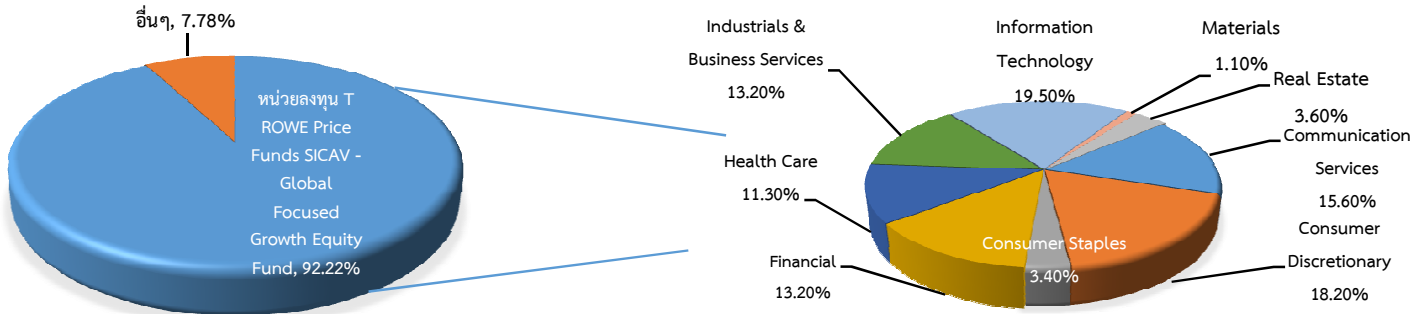 อื่นๆ, 7.78%
หน่วยลงทุน T
ROWE Price
Funds SICAV -
Global
Focused
Growth Equity
Fund, 92.22%
Industrials &
Business Services
13.20%
Information
Technology
19.50%
Materials
1.10%
Real Estate
3.60%
Communication
Services
15.60%
Consumer
Discretionary
18.20%
Consumer Staples
3.40%
Financial
13.20%
Health Care
11.30%